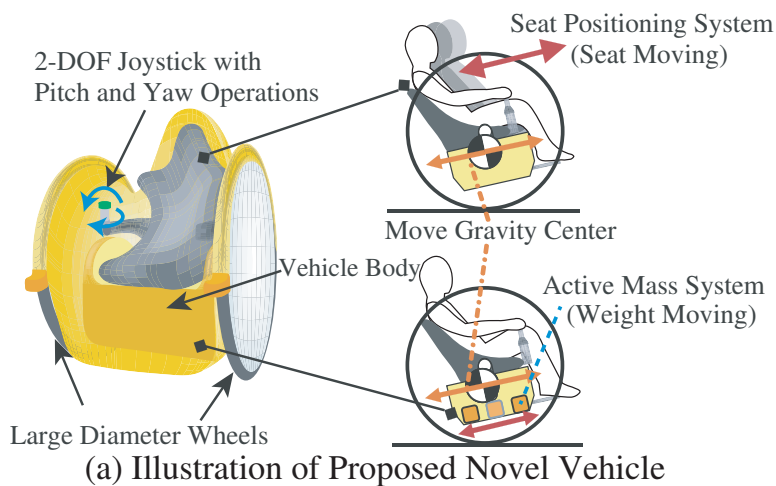 Seat Positioning System
(Seat Moving)
2-DOF Joystick with
Pitch and Yaw Operations
Move Gravity Center
Vehicle Body
Active Mass System
(Weight Moving)
Large Diameter Wheels
(a) Illustration of Proposed Novel Vehicle